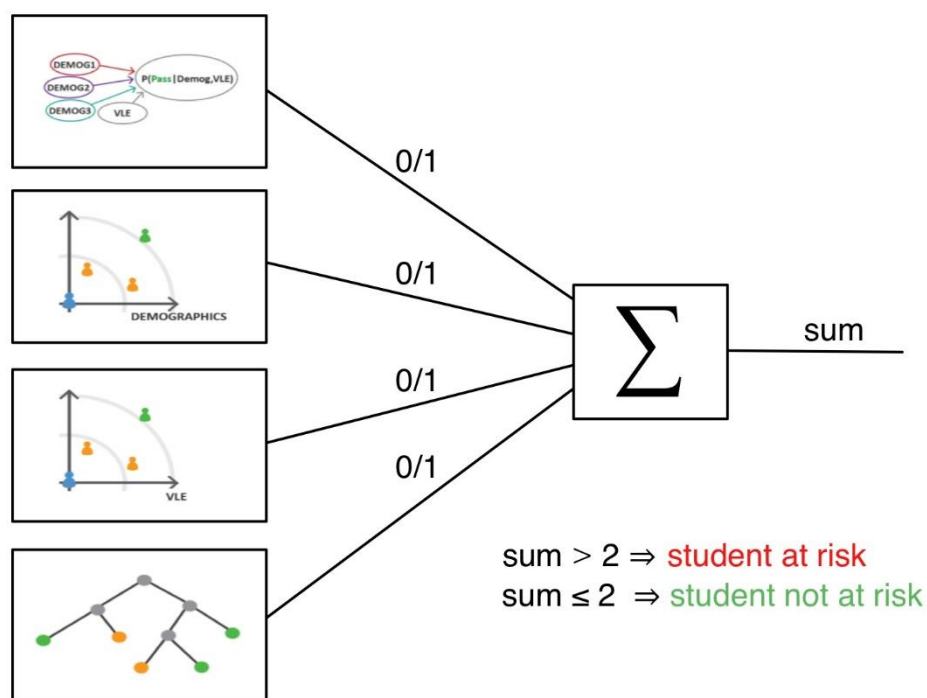 DEMOG1
DEMOG2
DEMOG3
VLE
P(Pass|Demog,VLE)
0/1
DEMOGRAPHICS
0/1
VLE
0/1
0/1
∑
sum
sum > 2 ⇒ student at risk
sum ≤ 2 ⇒ student not at risk